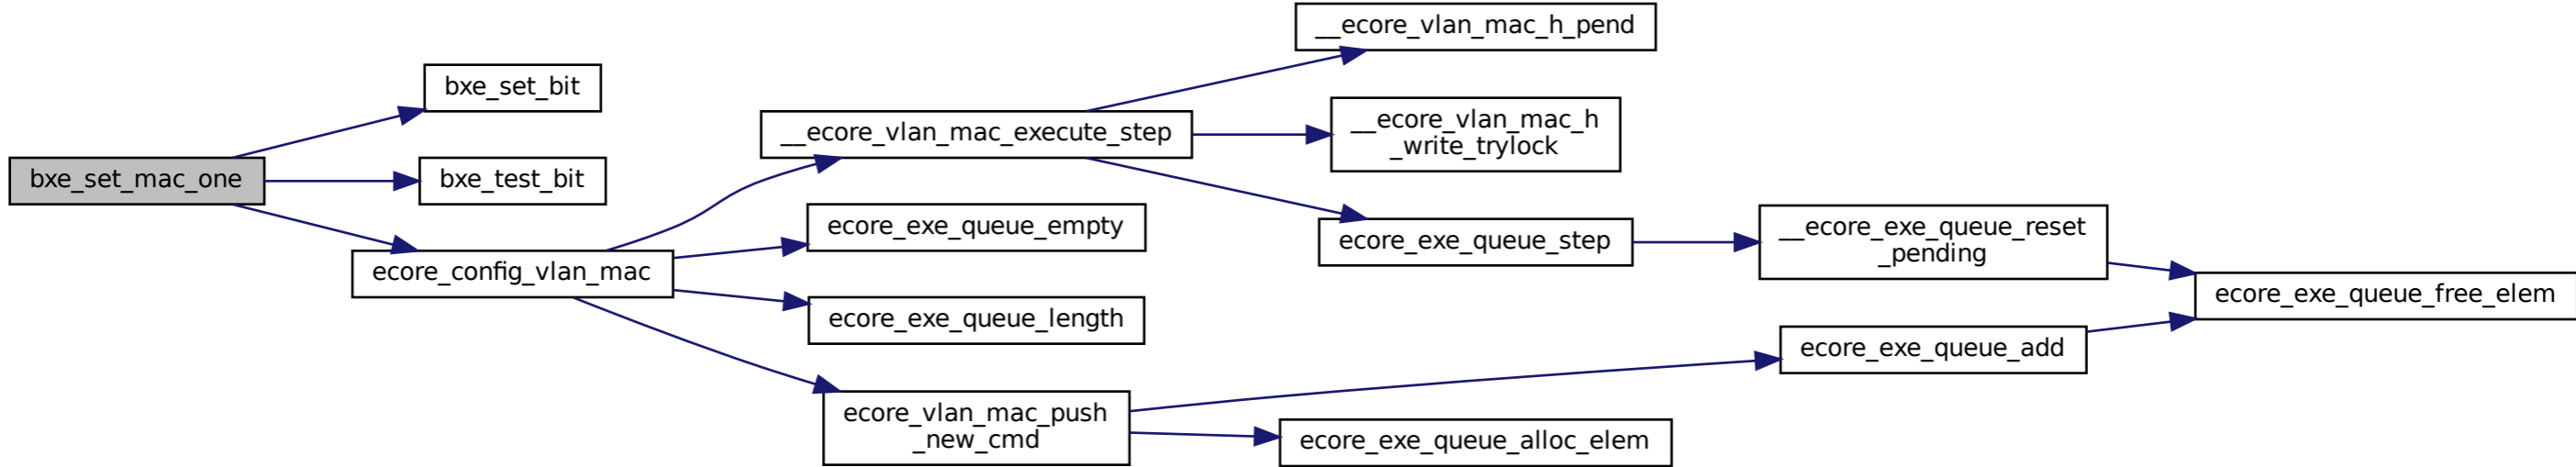 __ecore_vlan_mac_h_pend
bxe_set_bit
__ecore_vlan_mac_execute_step
__ecore_vlan_mac_h
_write_trylock
bxe_set_mac_one
bxe_test_bit
ecore_exe_queue_empty
ecore_exe_queue_step
__ecore_exe_queue_reset
_pending
ecore_config_vlan_mac
ecore_exe_queue_free_elem
ecore_exe_queue_length
ecore_exe_queue_add
ecore_vlan_mac_push
_new_cmd
ecore_exe_queue_alloc_elem